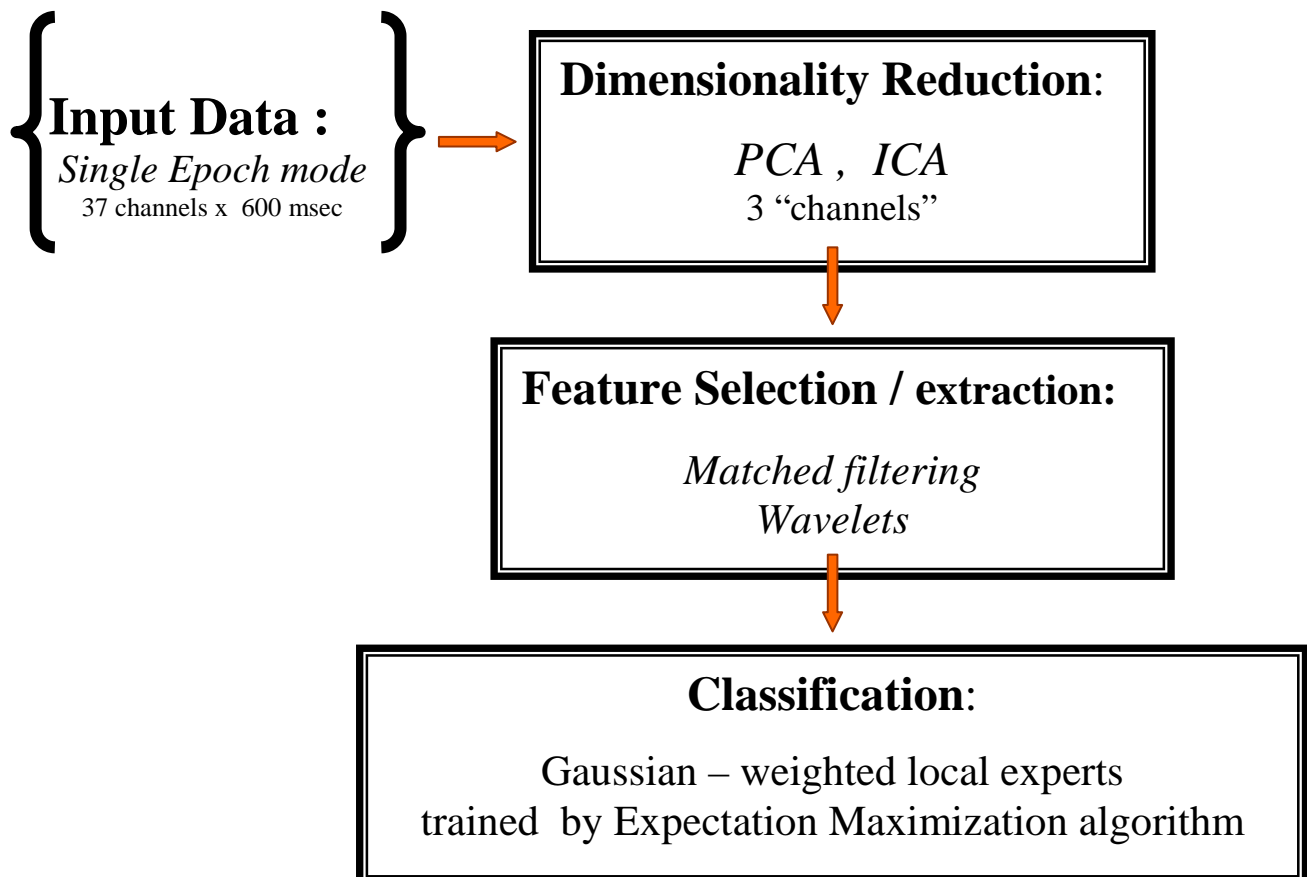 Input Data :
Single Epoch mode
37 channels x 600 msec
Dimensionality Reduction:
PCA , ICA
3 “channels”
Feature Selection / extraction:
Matched filtering
Wavelets
Classification:
Gaussian – weighted local experts
trained by Expectation Maximization algorithm